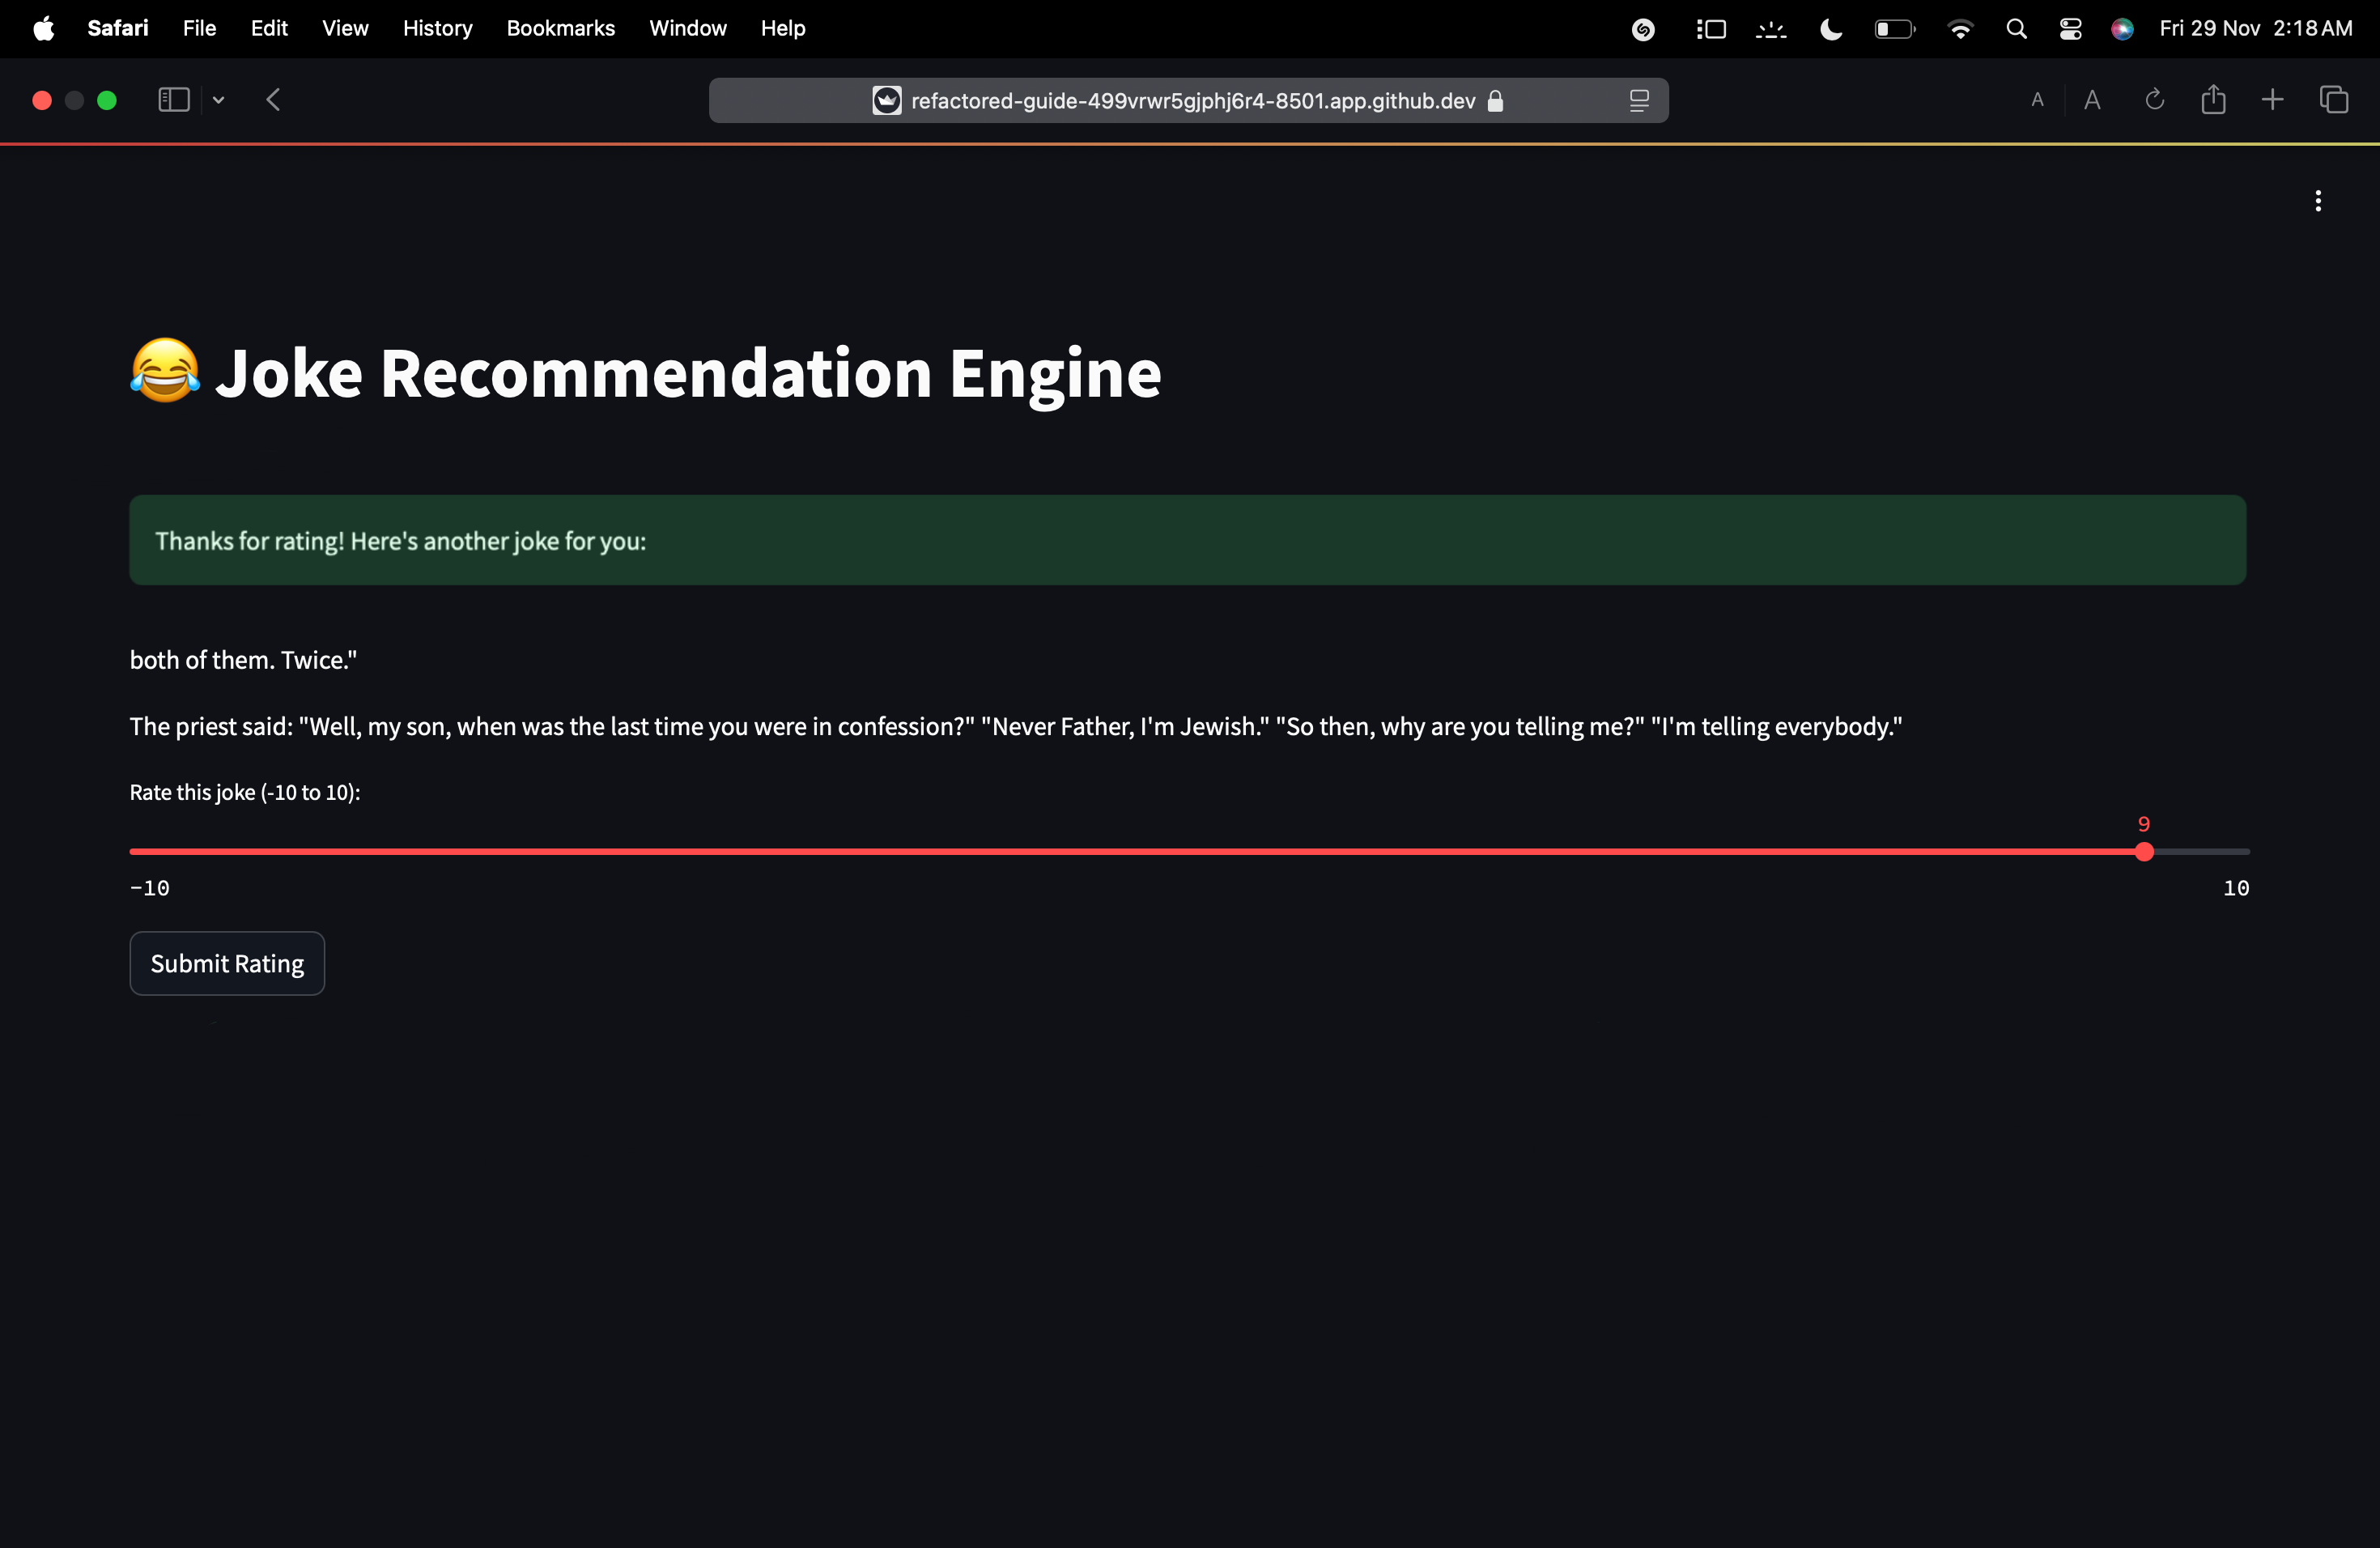 Safari File Edit View History Bookmarks Window Help Fri 29 Nov 2:18 AM
refactored-guide-499vrwr5gjphj6r4-8501.app.github.dev A A
😂 Joke Recommendation Engine
Thanks for rating! Here's another joke for you:
both of them. Twice."
The priest said: "Well, my son, when was the last time you were in confession?" "Never Father, I'm Jewish." "So then, why are you telling me?" "I'm telling everybody."
Rate this joke (-10 to 10):
9
−10 10
Submit Rating